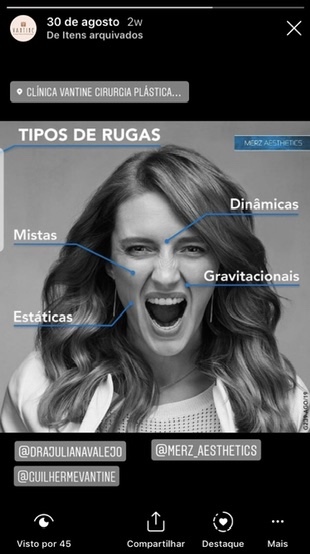 VANTINE
30 de agosto 2w
De Itens arquivados
CLÍNICA VANTINE CIRURGIA PLÁSTICA...
TIPOS DE RUGAS
MERZ AESTHETICS
Dinâmicas
Mistas
Gravitacionais
Estáticas
@DRAJULIANAVALEJO
@MERZ_AESTHETICS
@GUILHERMEVANTINE
Visto por 45
Compartilhar
Destaque
Mais